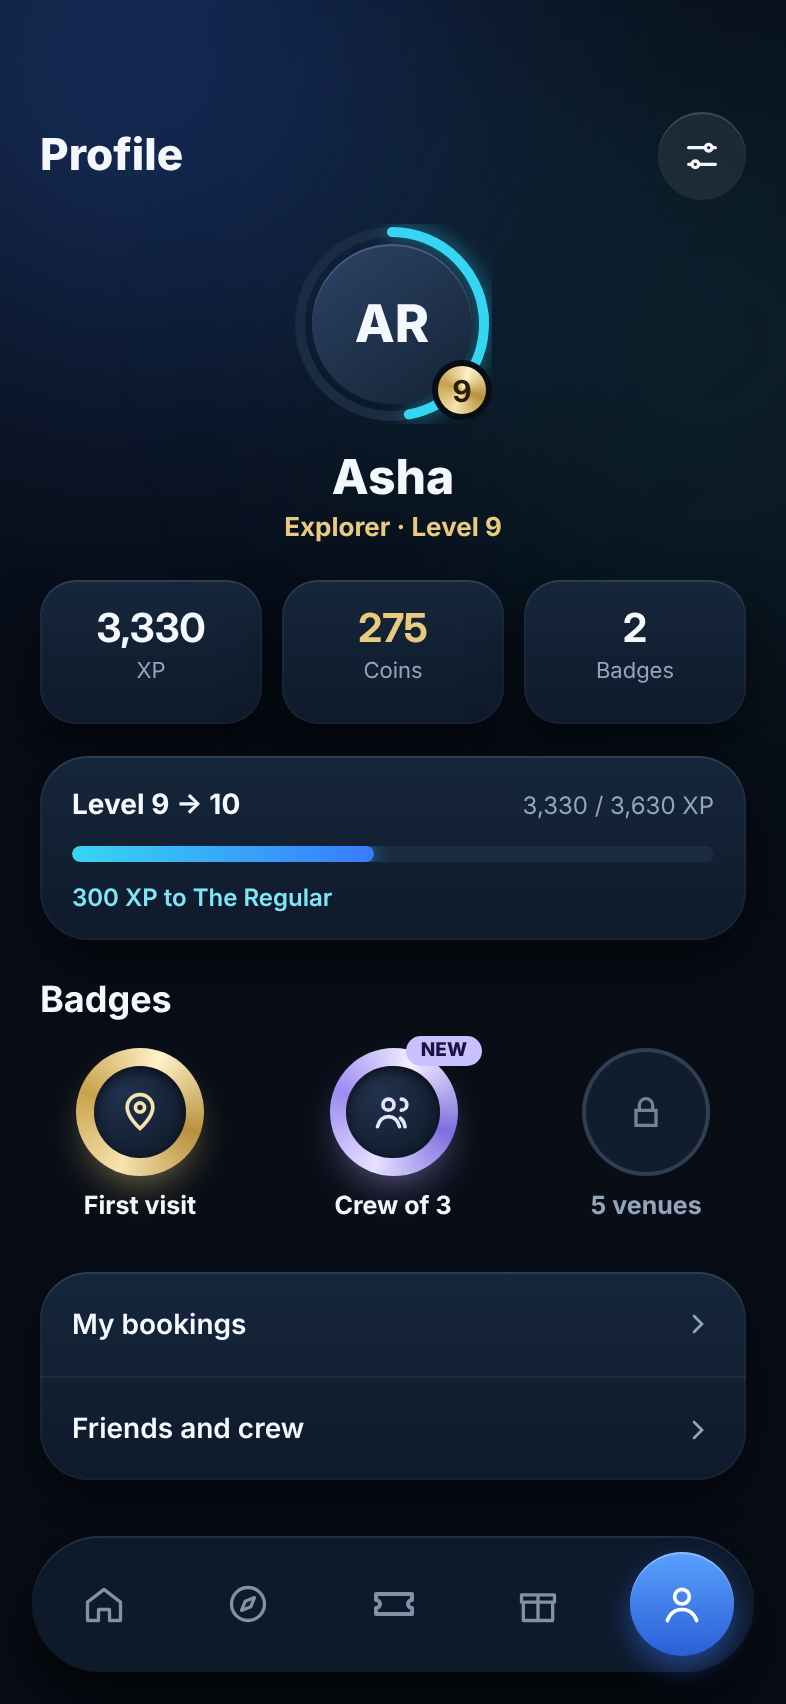 Profile
AR
9
Asha
Explorer · Level 9
3,330
XP
275
Coins
2
Badges
Level 9 → 10
3,330 / 3,630 XP
300 XP to The Regular
Badges
NEW
First visit
Crew of 3
5 venues
My bookings
Friends and crew